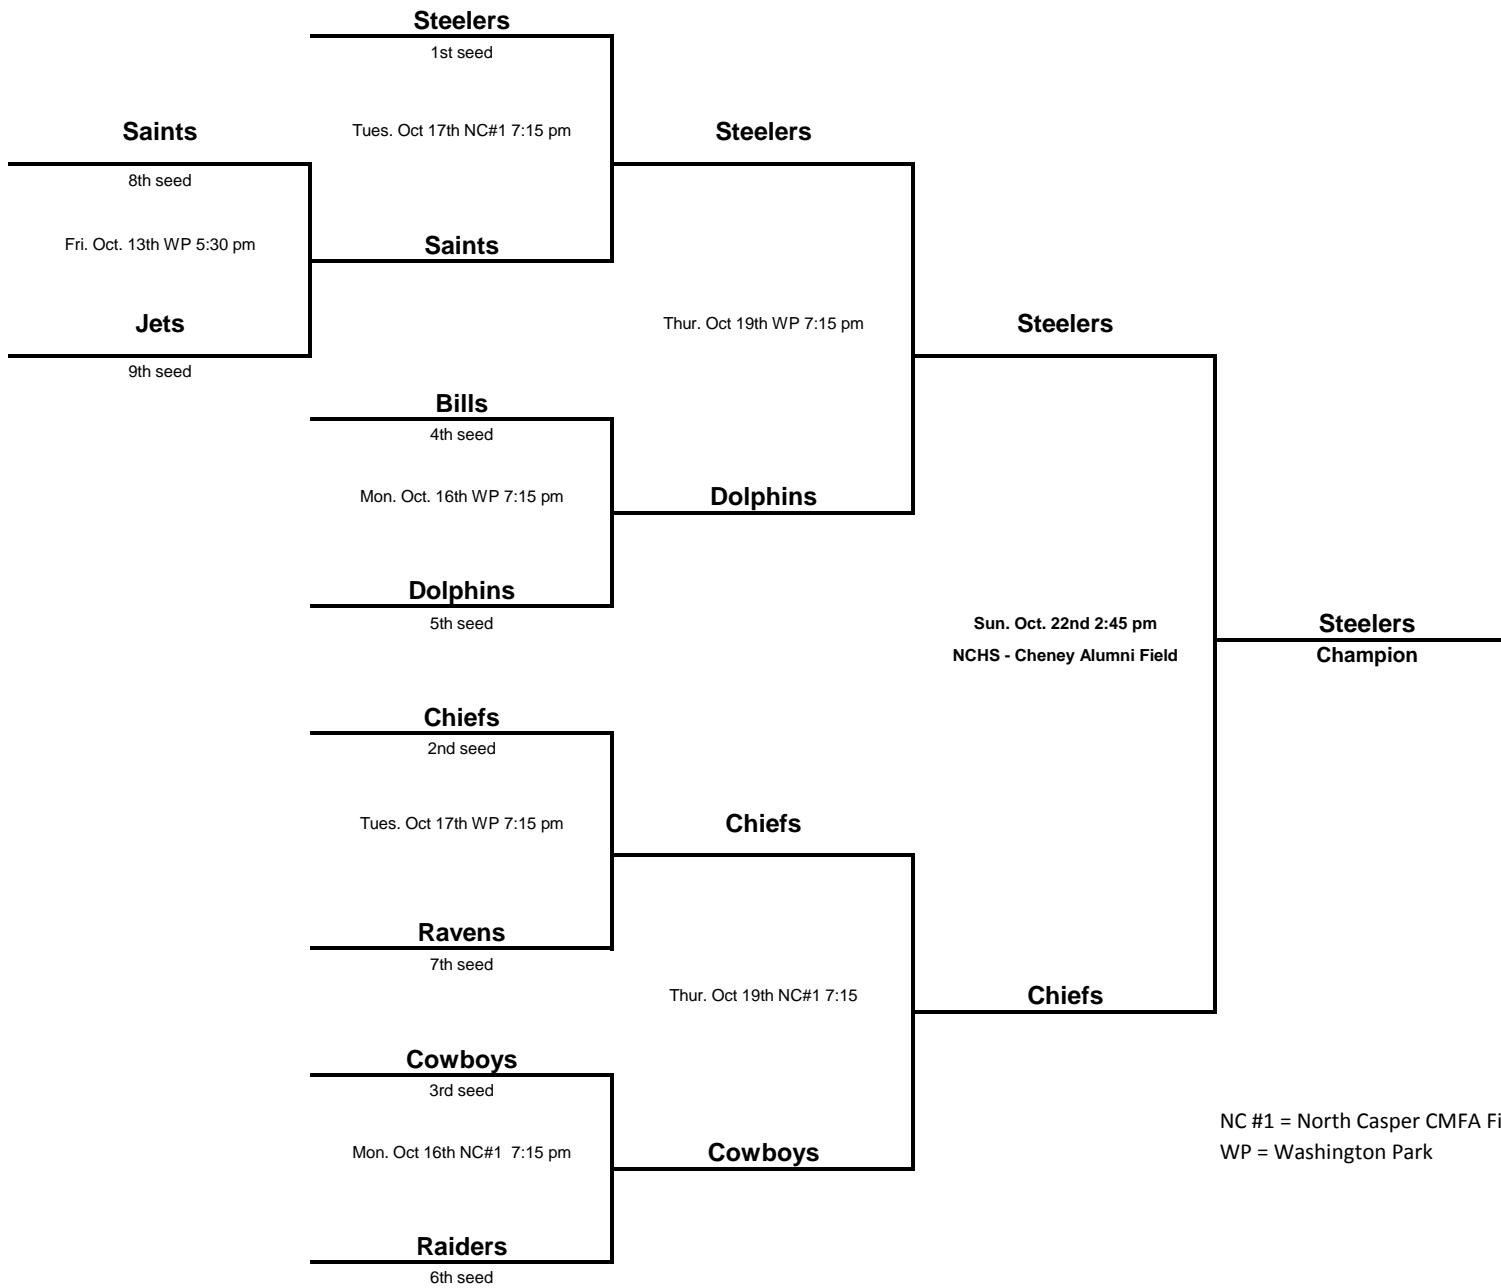 Steelers
1st seed
Saints
Tues. Oct 17th NC#1 7:15 pm
Steelers
8th seed
Fri. Oct. 13th WP 5:30 pm
Saints
Jets
Thur. Oct 19th WP 7:15 pm
Steelers
9th seed
Bills
4th seed
Mon. Oct. 16th WP 7:15 pm
Dolphins
Dolphins
5th seed
Sun. Oct. 22nd 2:45 pm
Steelers
NCHS - Cheney Alumni Field
Champion
Chiefs
2nd seed
Tues. Oct 17th WP 7:15 pm
Chiefs
Ravens
7th seed
Thur. Oct 19th NC#1 7:15
Chiefs
Cowboys
3rd seed
NC #1 = North Casper CMFA Fi
Mon. Oct 16th NC#1 7:15 pm
Cowboys
WP = Washington Park
Raiders
6th seed